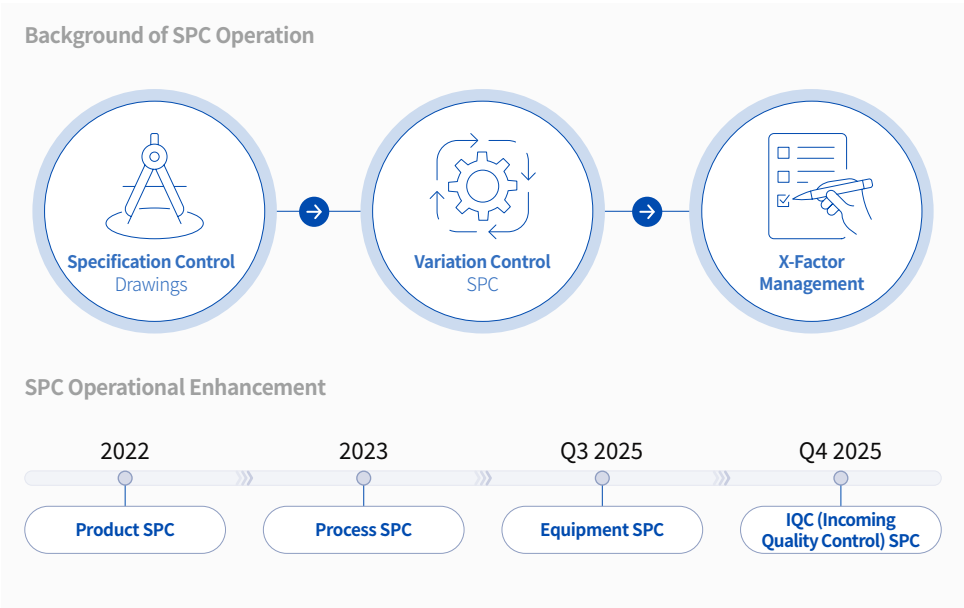 Background of SPC Operation
Specification Control
Drawings
Variation Control
SPC
X-Factor
Management
SPC Operational Enhancement
2022
2023
Q3 2025
Q4 2025
Product SPC
Process SPC
Equipment SPC
IQC (Incoming
Quality Control) SPC